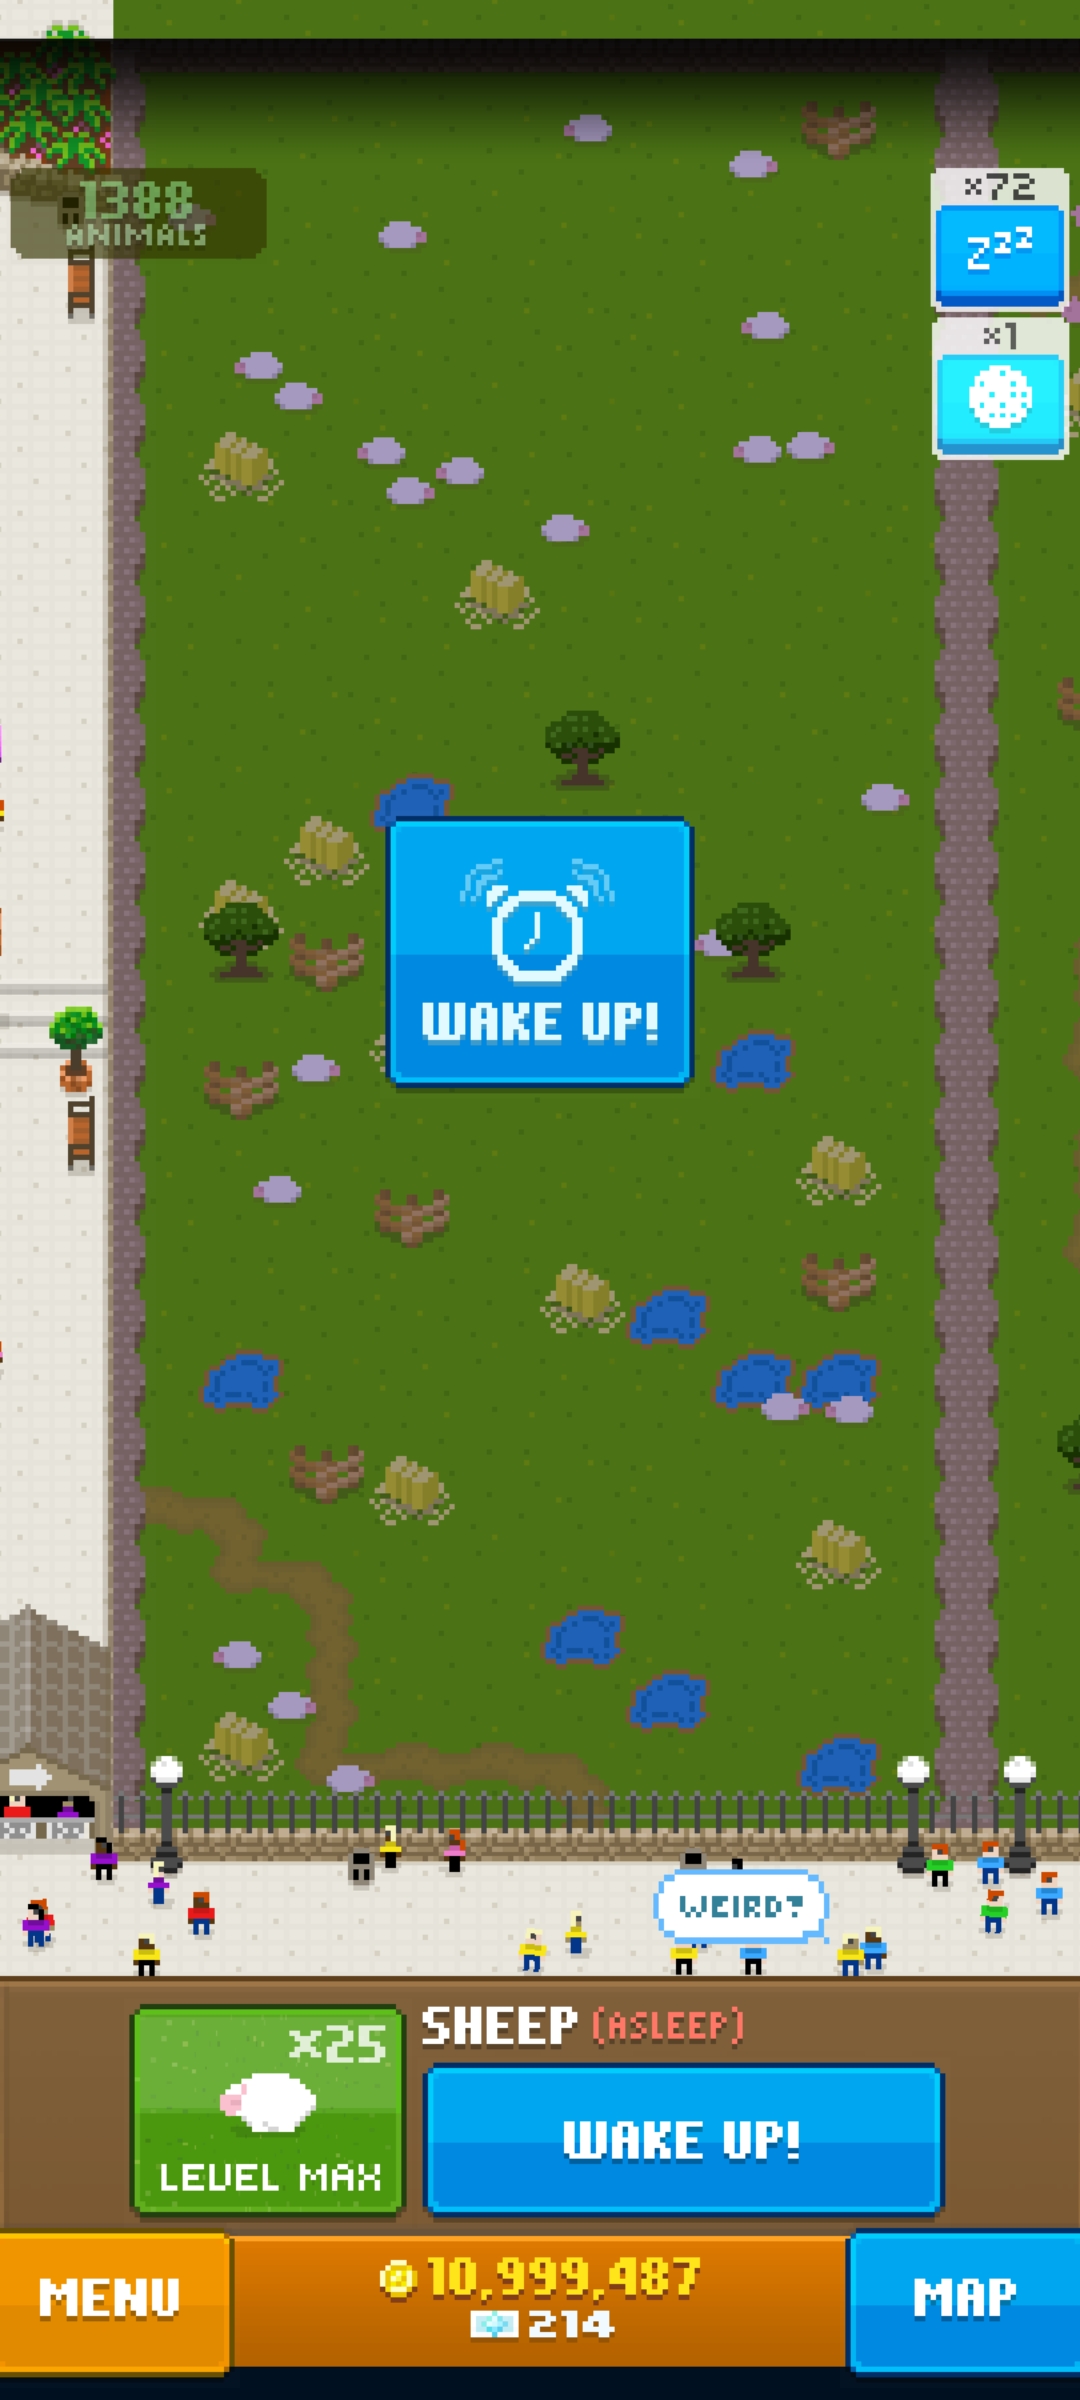 1388
ANIMALS
x72
zzz
x1
WAKE UP!
WEIRD?
x25
LEVEL MAX
SHEEP (ASLEEP)
WAKE UP!
MENU
10,999,487
214
MAP